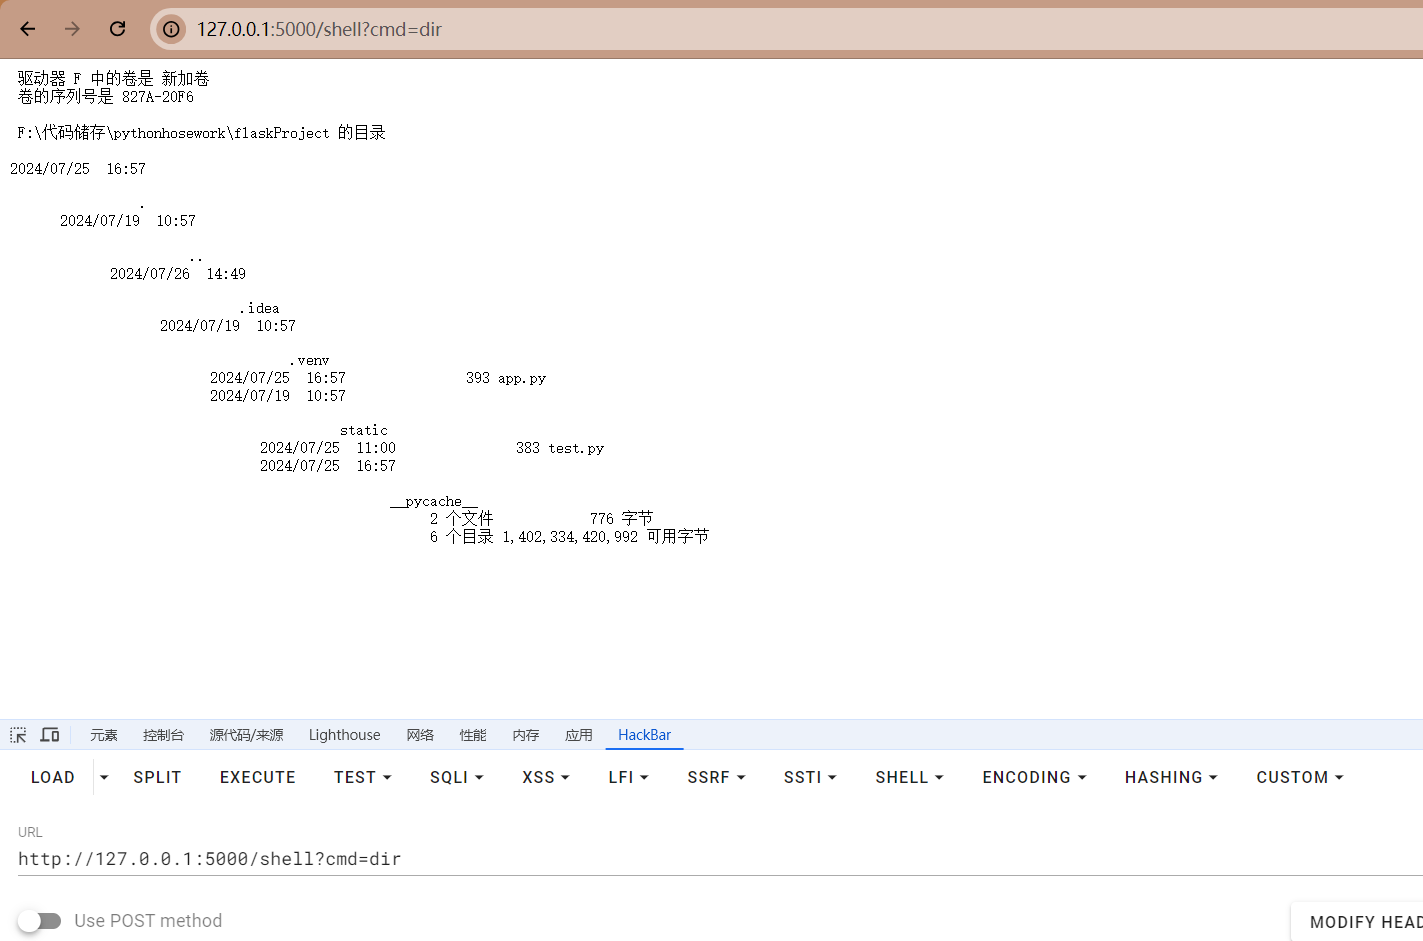 127.0.0.1:5000/shell?cmd=dir
驱动器 F 中的卷是 新加卷
卷的序列号是 827A-20F6
F:\代码储存\pythonhosework\flaskProject 的目录
2024/07/25  16:57
.
2024/07/19  10:57
..
2024/07/26  14:49
.idea
2024/07/19  10:57
.venv
2024/07/25  16:57               393 app.py
2024/07/19  10:57
static
2024/07/25  11:00               383 test.py
2024/07/25  16:57
__pycache__
2 个文件            776 字节
6 个目录 1,402,334,420,992 可用字节
元素 控制台 源代码/来源 Lighthouse 网络 性能 内存 应用 HackBar
LOAD SPLIT EXECUTE TEST SQLI XSS LFI SSRF SSTI SHELL ENCODING HASHING CUSTOM
URL
http://127.0.0.1:5000/shell?cmd=dir
Use POST method MODIFY HEAD